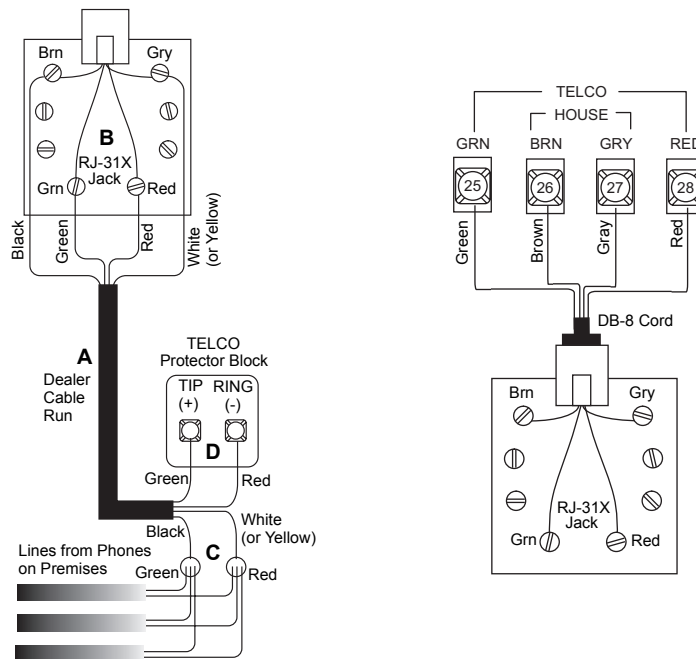 Brn
Gry
B
RJ-31X
Jack
Grn
Red
Black
Green
Red
White
(or Yellow)
A
Dealer
Cable
Run
TELCO
Protector Block
TIP
(+)
RING
(-)
D
Green
Red
Black
White
(or Yellow)
C
Lines from Phones
on Premises
Green
Red
TELCO
HOUSE
GRN
BRN
GRY
RED
25
26
27
28
Green
Brown
Gray
Red
DB-8 Cord
Brn
Gry
RJ-31X
Jack
Grn
Red